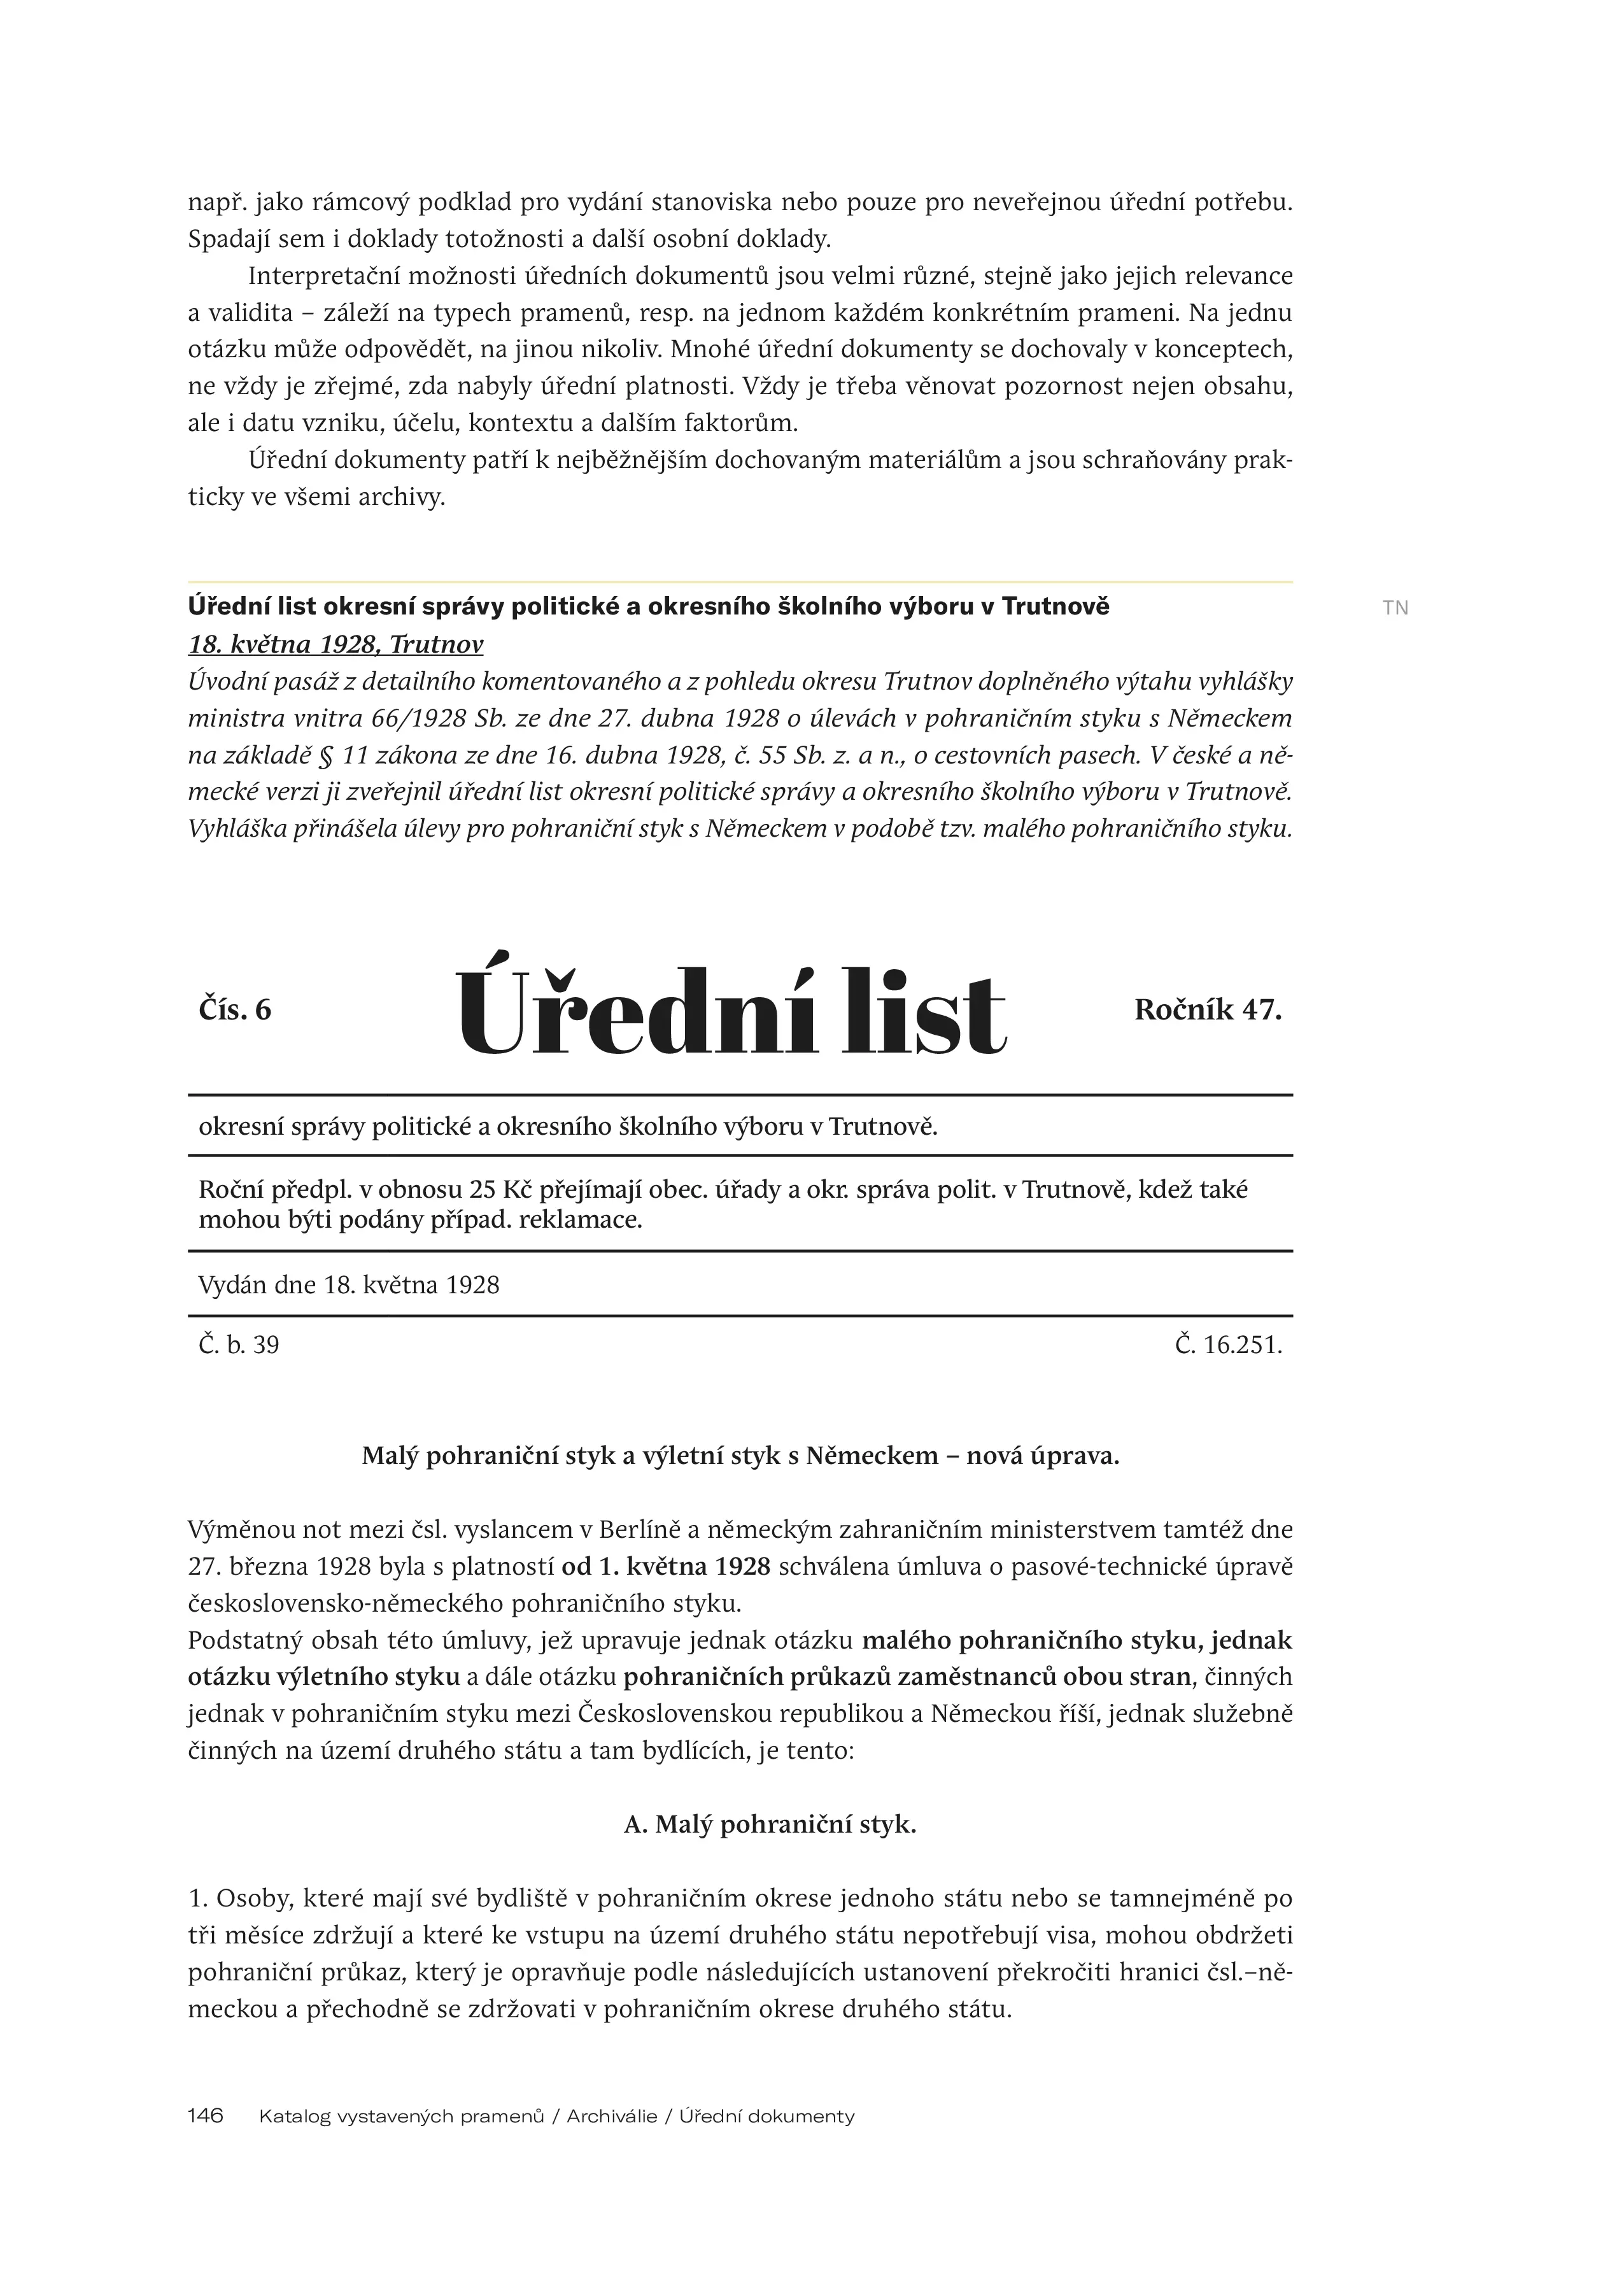 např. jako rámcový podklad pro vydání stanoviska nebo pouze pro neveřejnou úřední potřebu.
Spadají sem i doklady totožnosti a další osobní doklady.
Interpretační možnosti úředních dokumentů jsou velmi různé, stejně jako jejich relevance
a validita – záleží na typech pramenů, resp. na jednom každém konkrétním prameni. Na jednu
otázku může odpovědět, na jinou nikoliv. Mnohé úřední dokumenty se dochovaly v konceptech,
ne vždy je zřejmé, zda nabyly úřední platnosti. Vždy je třeba věnovat pozornost nejen obsahu,
ale i datu vzniku, účelu, kontextu a dalším faktorům.
Úřední dokumenty patří k nejběžnějším dochovaným materiálům a jsou schraňovány prak-
ticky ve všemi archivy.
Úřední list okresní správy politické a okresního školního výboru v Trutnově
TN
18. května 1928, Trutnov
Úvodní pasáž z detailního komentovaného a z pohledu okresu Trutnov doplněného výtahu vyhlášky
ministra vnitra 66/1928 Sb. ze dne 27. dubna 1928 o úlevách v pohraničním styku s Německem
na základě § 11 zákona ze dne 16. dubna 1928, č. 55 Sb. z. a n., o cestovních pasech. V české a ně-
mecké verzi ji zveřejnil úřední list okresní politické správy a okresního školního výboru v Trutnově.
Vyhláška přinášela úlevy pro pohraniční styk s Německem v podobě tzv. malého pohraničního styku.
Čís. 6
Úřední list
Ročník 47.
okresní správy politické a okresního školního výboru v Trutnově.
Roční předpl. v obnosu 25 Kč přejímají obec. úřady a okr. správa polit. v Trutnově, kdež také
mohou býti podány případ. reklamace.
Vydán dne 18. května 1928
Č. b. 39
Č. 16.251.
Malý pohraniční styk a výletní styk s Německem – nová úprava.
Výměnou not mezi čsl. vyslancem v Berlíně a německým zahraničním ministerstvem tamtéž dne
27. března 1928 byla s platností od 1. května 1928 schválena úmluva o pasové-technické úpravě
československo-německého pohraničního styku.
Podstatný obsah této úmluvy, jež upravuje jednak otázku malého pohraničního styku, jednak
otázku výletního styku a dále otázku pohraničních průkazů zaměstnanců obou stran, činných
jednak v pohraničním styku mezi Československou republikou a Německou říší, jednak služebně
činných na území druhého státu a tam bydlících, je tento:
A. Malý pohraniční styk.
1. Osoby, které mají své bydliště v pohraničním okrese jednoho státu nebo se tamnejméně po
tři měsíce zdržují a které ke vstupu na území druhého státu nepotřebují visa, mohou obdržeti
pohraniční průkaz, který je opravňuje podle následujících ustanovení překročiti hranici čsl.–ně-
meckou a přechodně se zdržovati v pohraničním okrese druhého státu.
146 Katalog vystavených pramenů / Archiválie / Úřední dokumenty